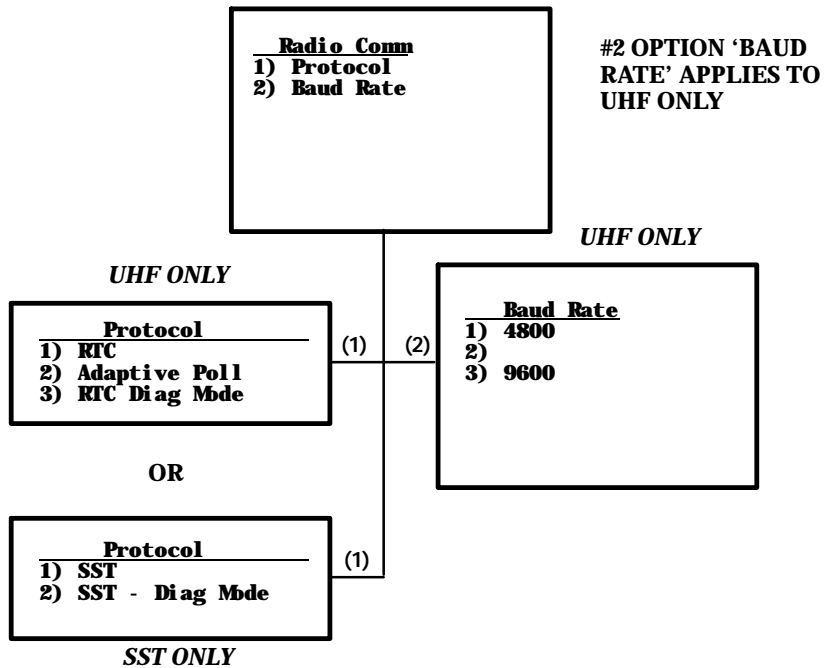 Radio Comm
1) Protocol
2) Baud Rate
#2 OPTION ‘BAUD
RATE’ APPLIES TO
UHF ONLY
UHF ONLY
UHF ONLY
Protocol
1) RTC
2) Adaptive Poll
3) RTC Diag Mode
(1)
(2)
Baud Rate
1) 4800
2)
3) 9600
OR
Protocol
1) SST
2) SST - Diag Mode
(1)
SST ONLY